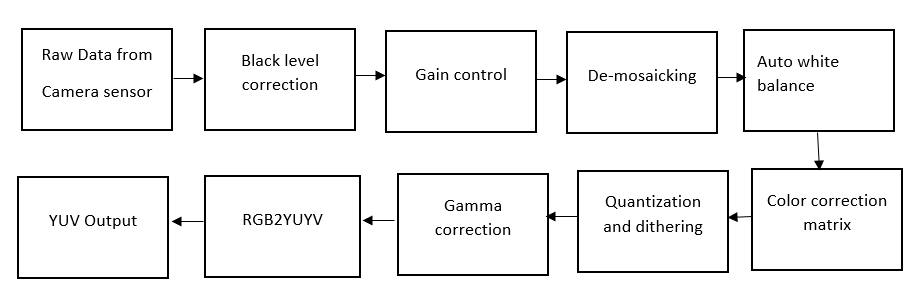 Raw Data from
Camera sensor
Black level
correction
Gain control
De-mosaicking
Auto white
balance
Color correction
matrix
Quantization
and dithering
Gamma
correction
RGB2YUYV
YUV Output